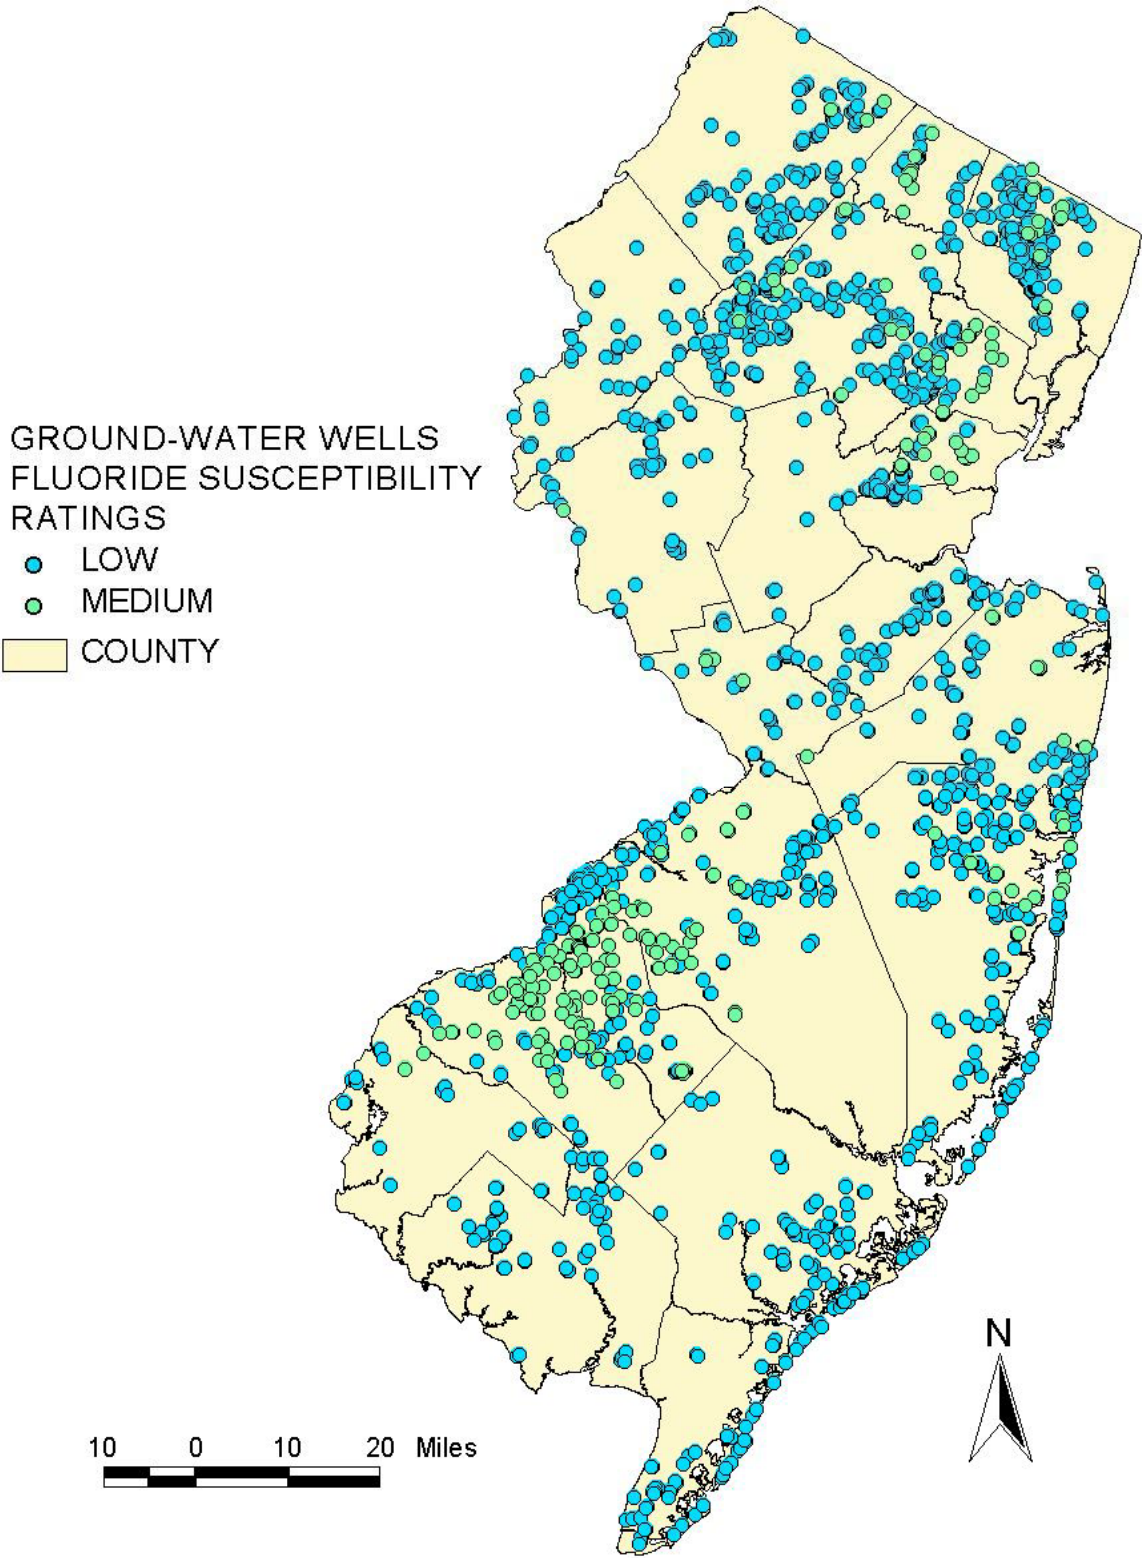 GROUND-WATER WELLS
FLUORIDE SUSCEPTIBILITY
RATINGS
LOW
MEDIUM
COUNTY
N
10 0 10 20 Miles